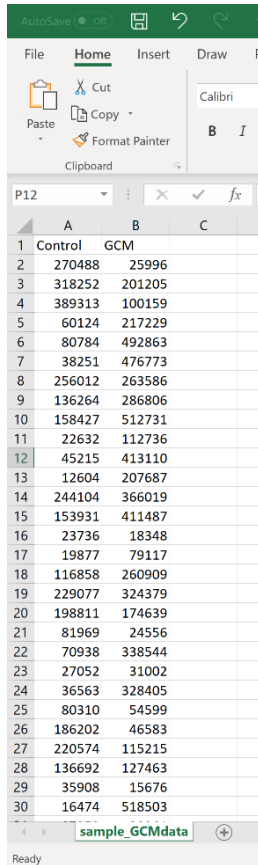 AutoSave Off
File Home Insert Draw
Paste
Cut
Copy
Format Painter
Clipboard
Calibri
B I
P12 fx
A B C
1 Control GCM
2 270488 25996
3 318252 201205
4 389313 100159
5 60124 217229
6 80784 492863
7 38251 476773
8 256012 263586
9 136264 286806
10 158427 512731
11 22632 112736
12 45215 413110
13 12604 207687
14 244104 366019
15 153931 411487
16 23736 18348
17 19877 79117
18 116858 260909
19 229077 324379
20 198811 174639
21 81969 24556
22 70938 338544
23 27052 31002
24 36563 328405
25 80310 54599
26 186202 46583
27 220574 115215
28 136692 127463
29 35908 15676
30 16474 518503
sample_GCMdata
Ready